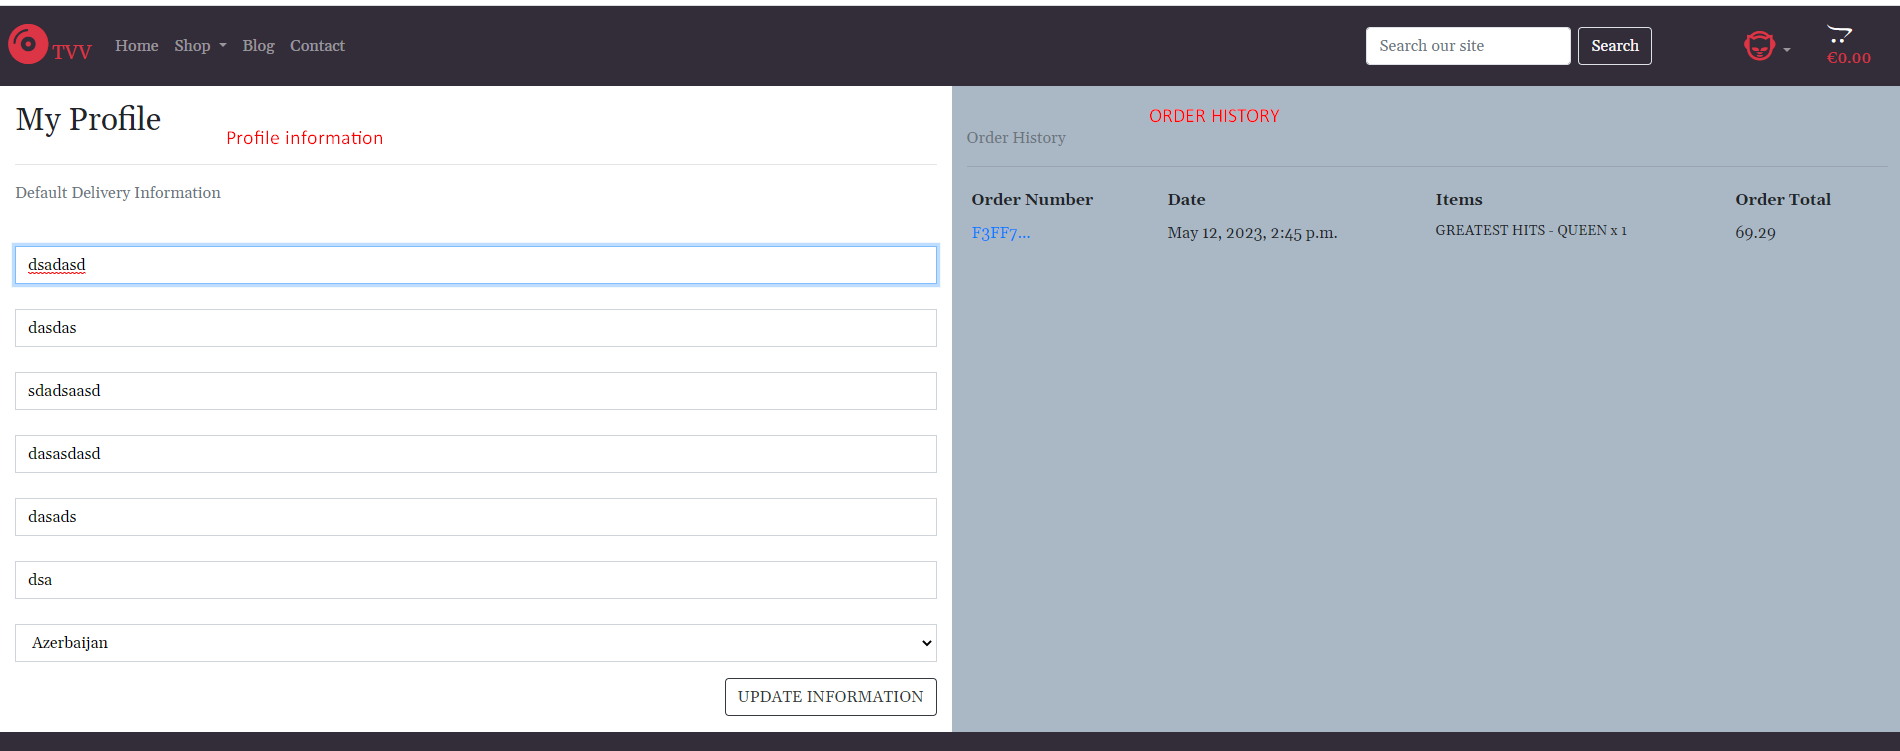 TVV Home Shop Blog Contact Search our site Search €0.00
My Profile
Profile information
Default Delivery Information
dsadasd
dasdas
sdadsaasd
dasasdasd
dasads
dsa
Azerbaijan
UPDATE INFORMATION
ORDER HISTORY
Order History
Order Number Date Items Order Total
F3FF7... May 12, 2023, 2:45 p.m. GREATEST HITS - QUEEN x 1 69.29